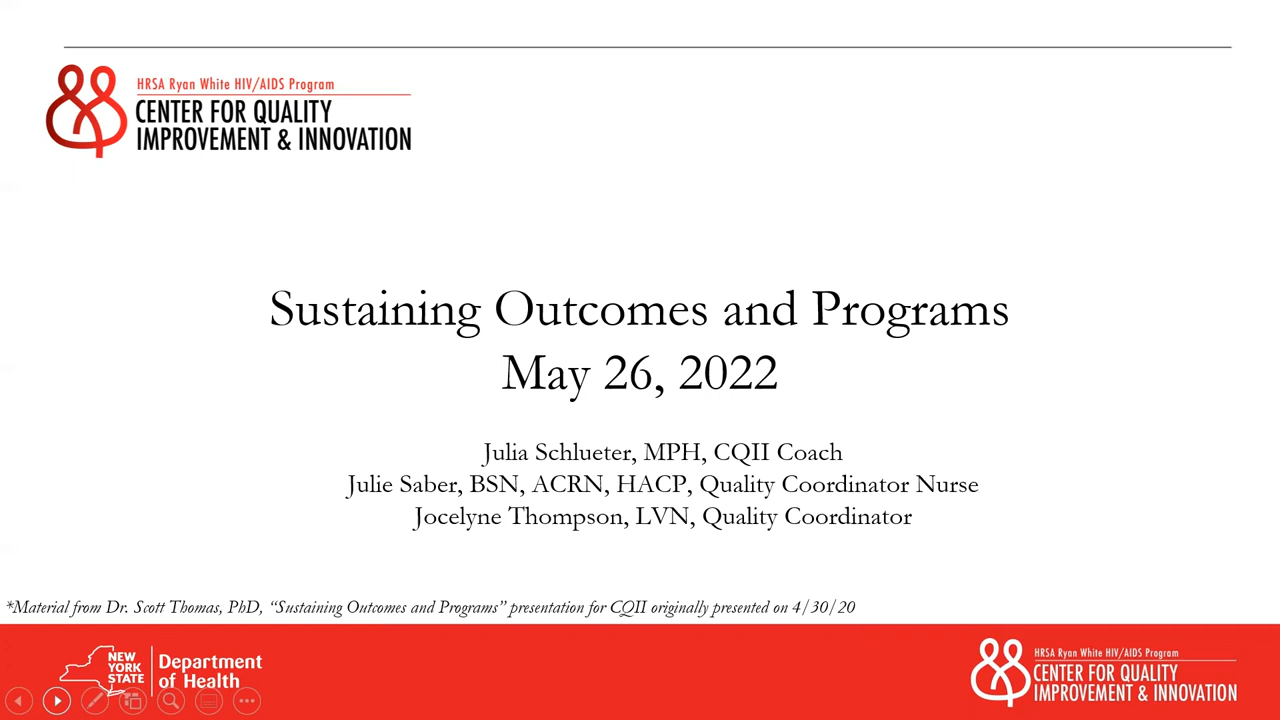 HRSA Ryan White HIV/AIDS Program
CENTER FOR QUALITY
IMPROVEMENT & INNOVATION
Sustaining Outcomes and Programs
May 26, 2022
Julia Schlueter, MPH, CQII Coach
Julie Saber, BSN, ACRN, HACP, Quality Coordinator Nurse
Jocelyne Thompson, LVN, Quality Coordinator
*Material from Dr. Scott Thomas, PhD, “Sustaining Outcomes and Programs” presentation for CQII originally presented on 4/30/20
NEW
YORK
STATE
Department
of Health
HRSA Ryan White HIV/AIDS Program
CENTER FOR QUALITY
IMPROVEMENT & INNOVATION